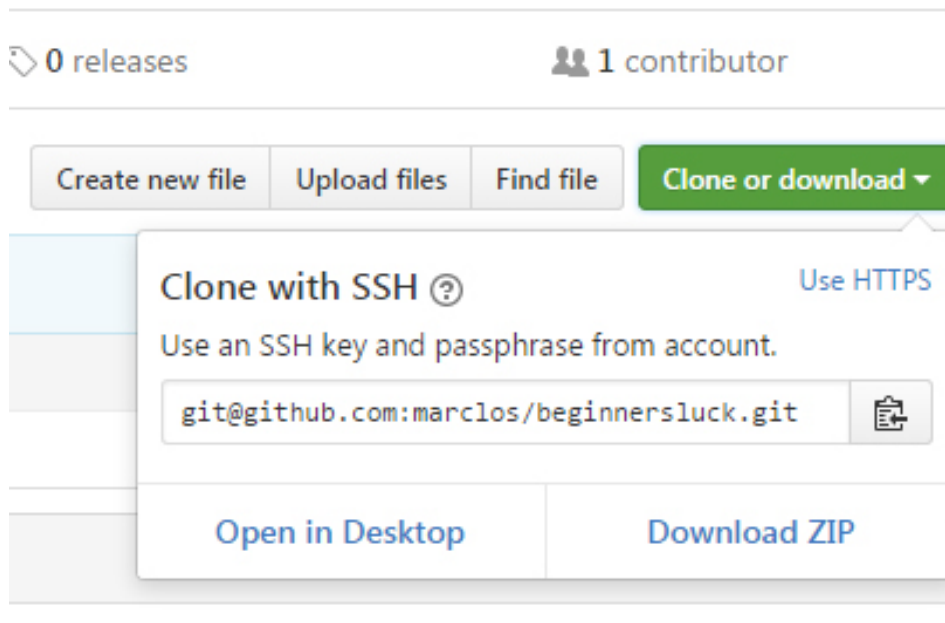 0 releases 1 contributor
Create new file Upload files Find file Clone or download
Clone with SSH ?
Use HTTPS
Use an SSH key and passphrase from account.
git@github.com:marclos/beginnersluck.git
Open in Desktop Download ZIP